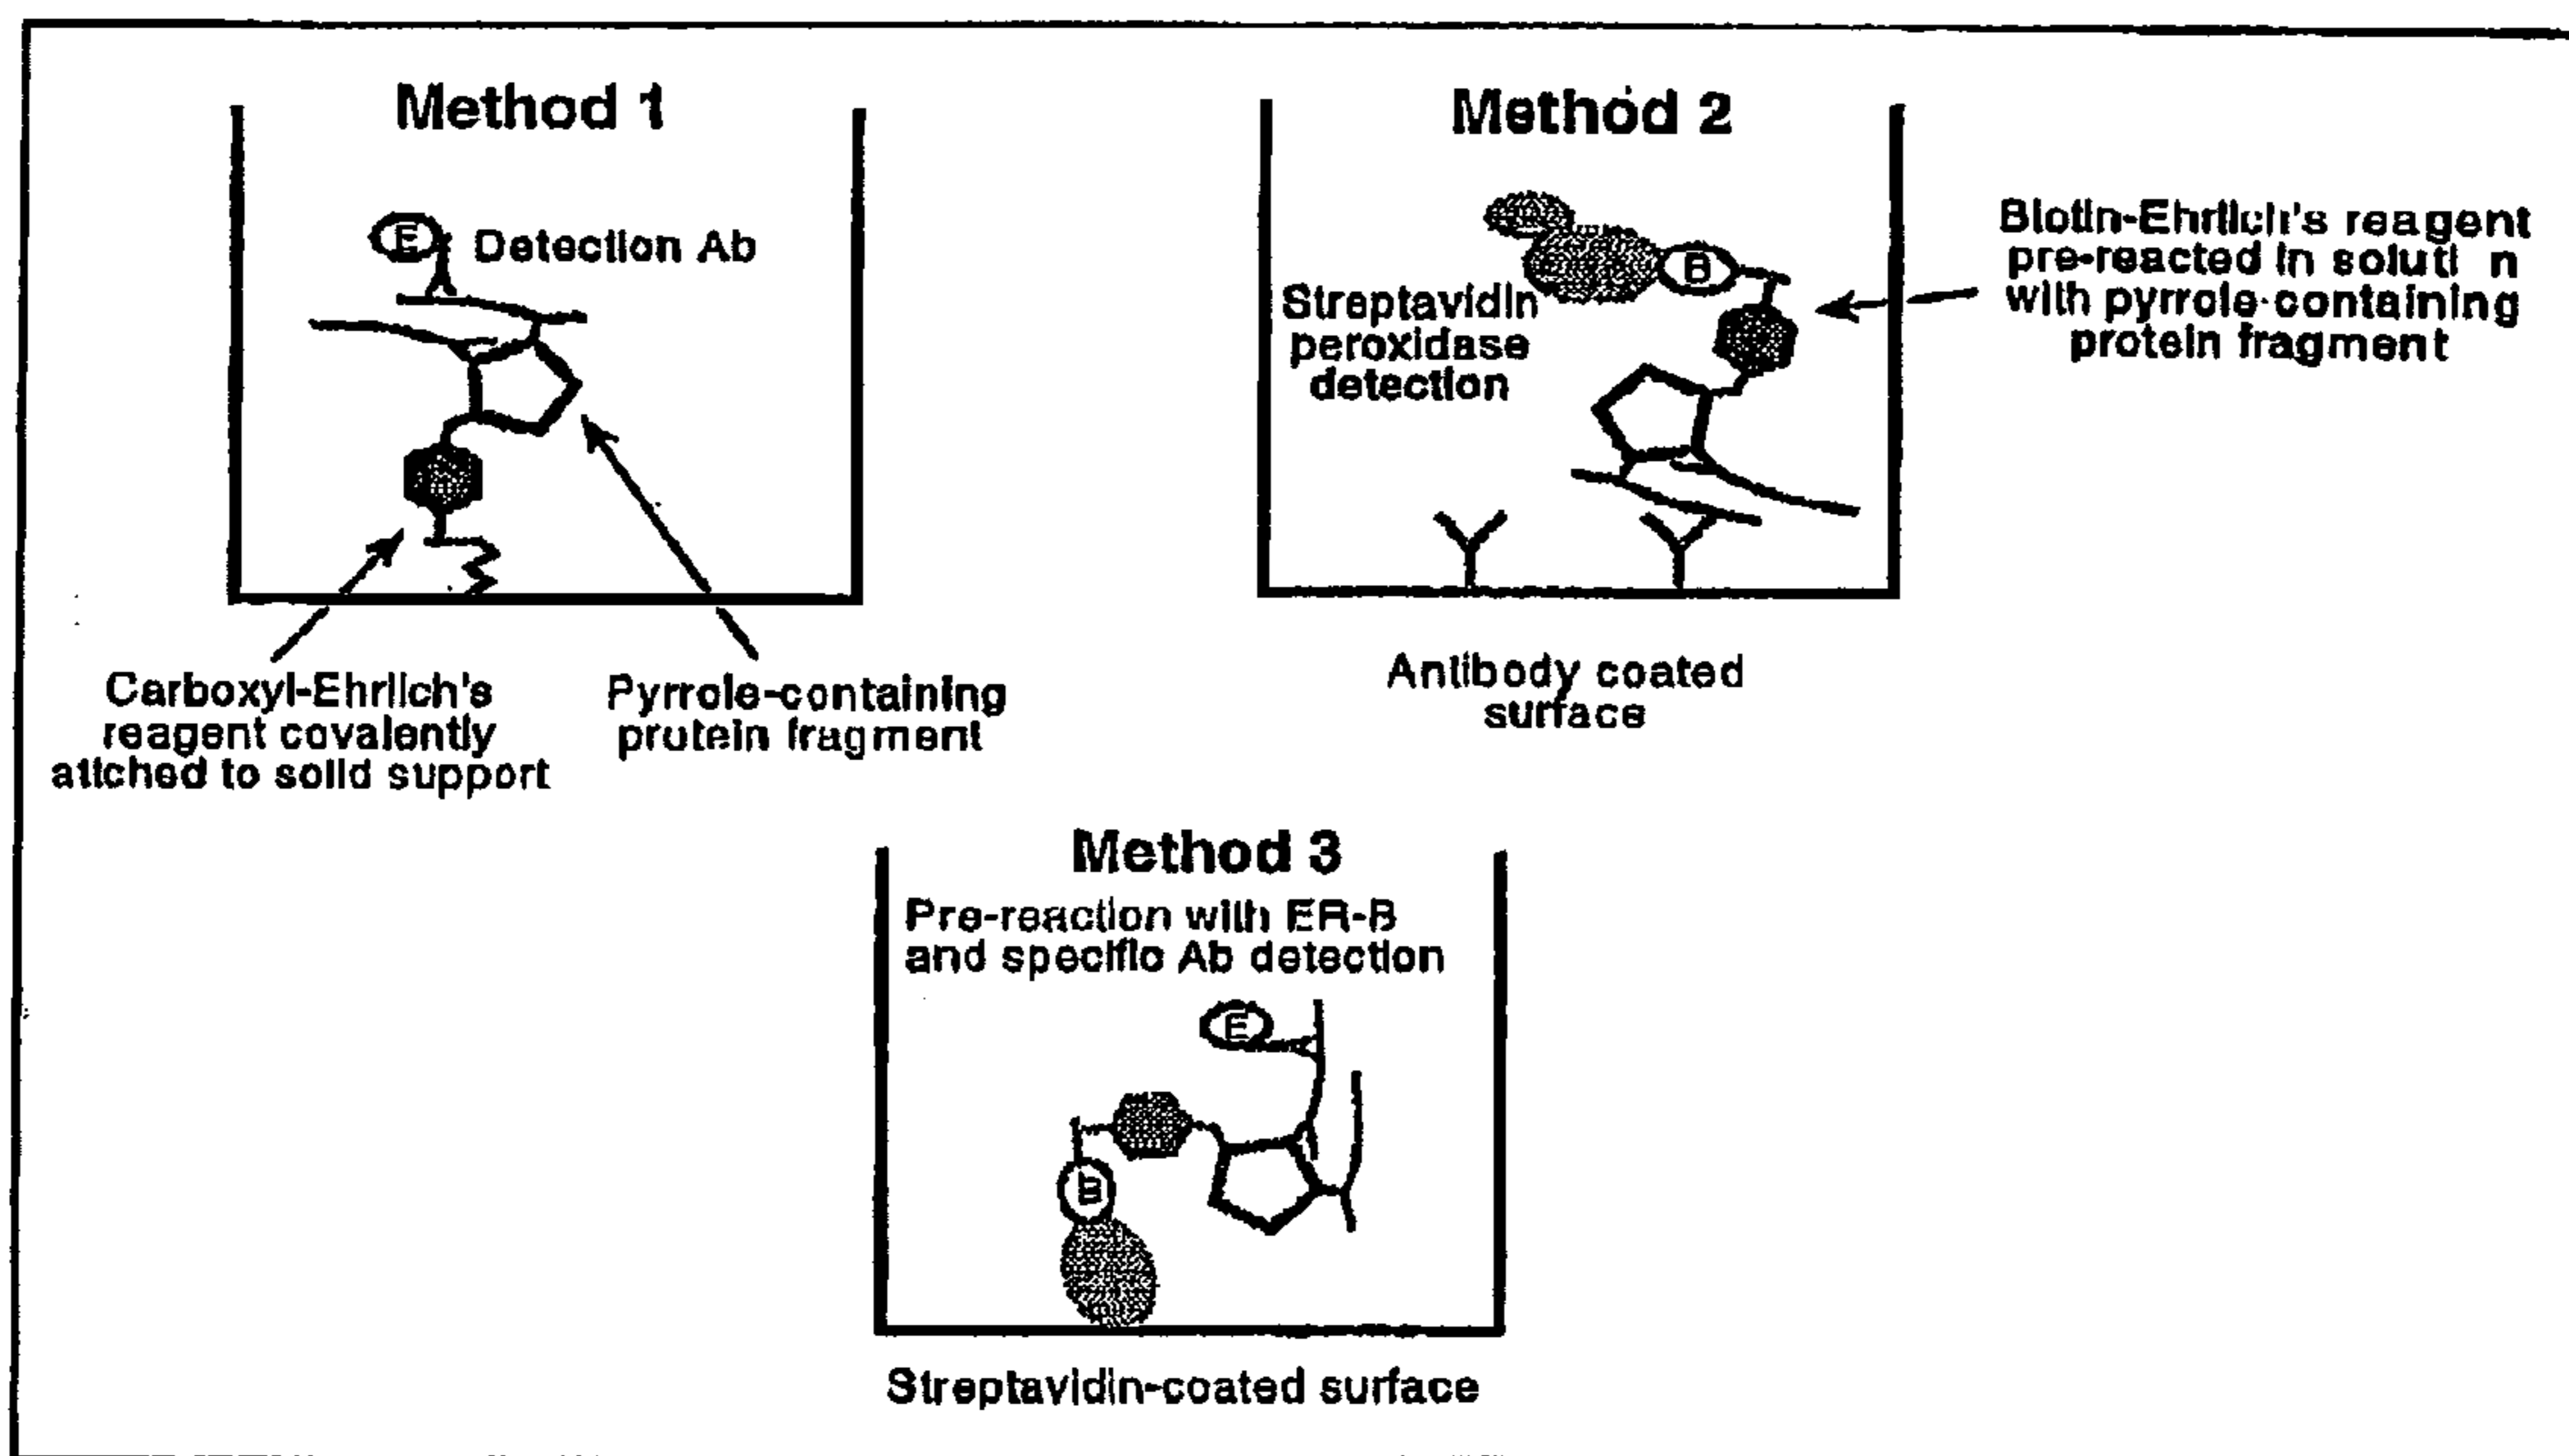 Method 1
E
Detection Ab
Carboxyl-Ehrlich's
reagent covalently
attched to solid support
Pyrrole-containing
protein fragment
Method 2
B
Streptavidin
peroxidase
detection
Biotin-Ehrlich's reagent
pre-reacted in soluti n
with pyrrole-containing
protein fragment
Antibody coated
surface
Method 3
Pre-reaction with ER-B
and specific Ab detection
E
B
Streptavidin-coated surface